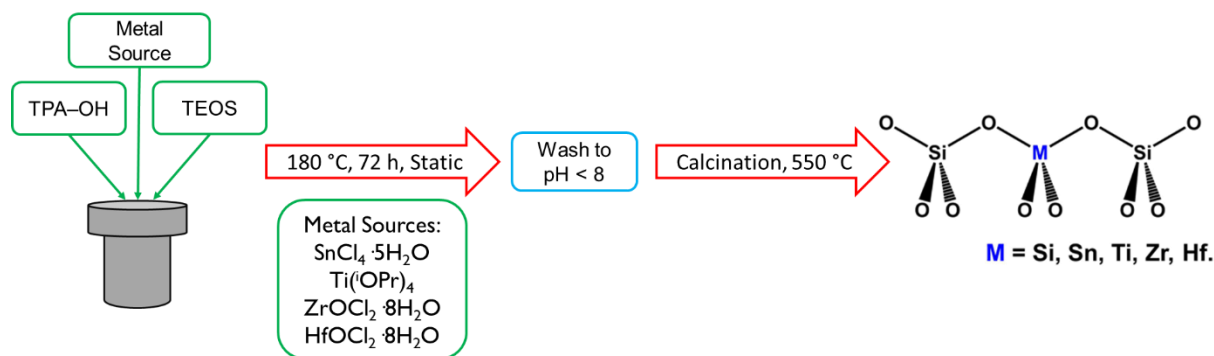 Metal
Source
TPA–OH
TEOS
180 °C, 72 h, Static
Wash to
pH < 8
Calcination, 550 °C
Metal Sources:
SnCl₄·5H₂O
Ti(ⁱOPr)₄
ZrOCl₂·8H₂O
HfOCl₂·8H₂O
O O O O
Si M Si
O O O O O O
M = Si, Sn, Ti, Zr, Hf.